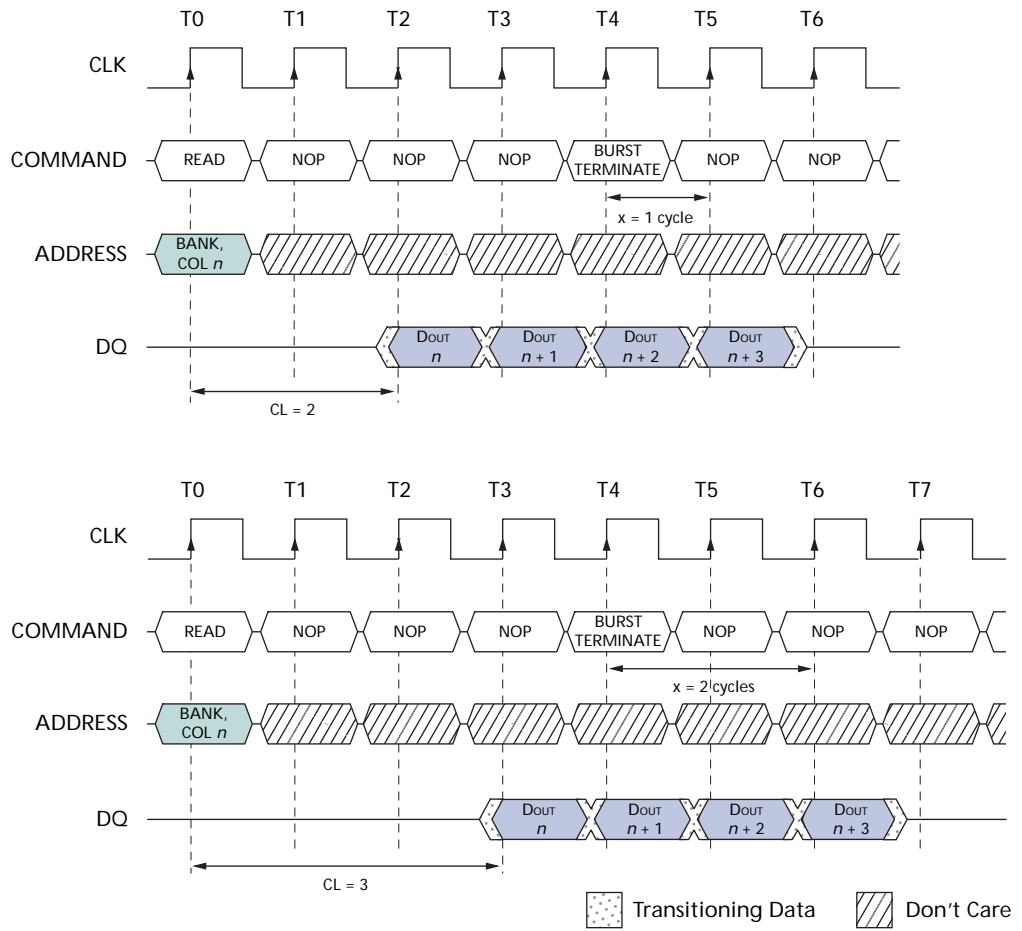 T0 T1 T2 T3 T4 T5 T6
CLK
COMMAND READ NOP NOP NOP BURST TERMINATE NOP NOP
x = 1 cycle
ADDRESS BANK, COL n
DQ DOUT n DOUT n + 1 DOUT n + 2 DOUT n + 3
CL = 2
T0 T1 T2 T3 T4 T5 T6 T7
CLK
COMMAND READ NOP NOP NOP BURST TERMINATE NOP NOP NOP
x = 2 cycles
ADDRESS BANK, COL n
DQ DOUT n DOUT n + 1 DOUT n + 2 DOUT n + 3
CL = 3
Transitioning Data Don't Care